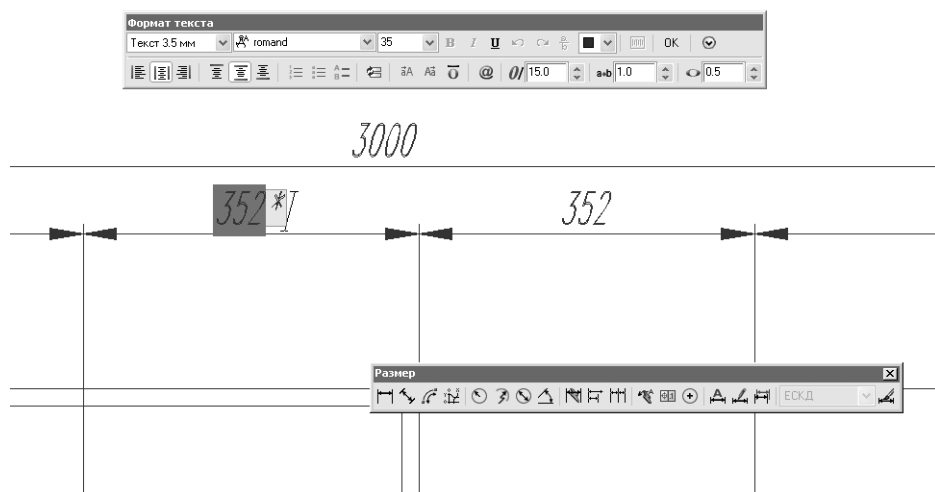 Формат текста
Текст 3.5 мм romand 35 B I U OK
@ 0/ 15.0 a•b 1.0 0.5
3000
352* 352
Размер
ЕСКД